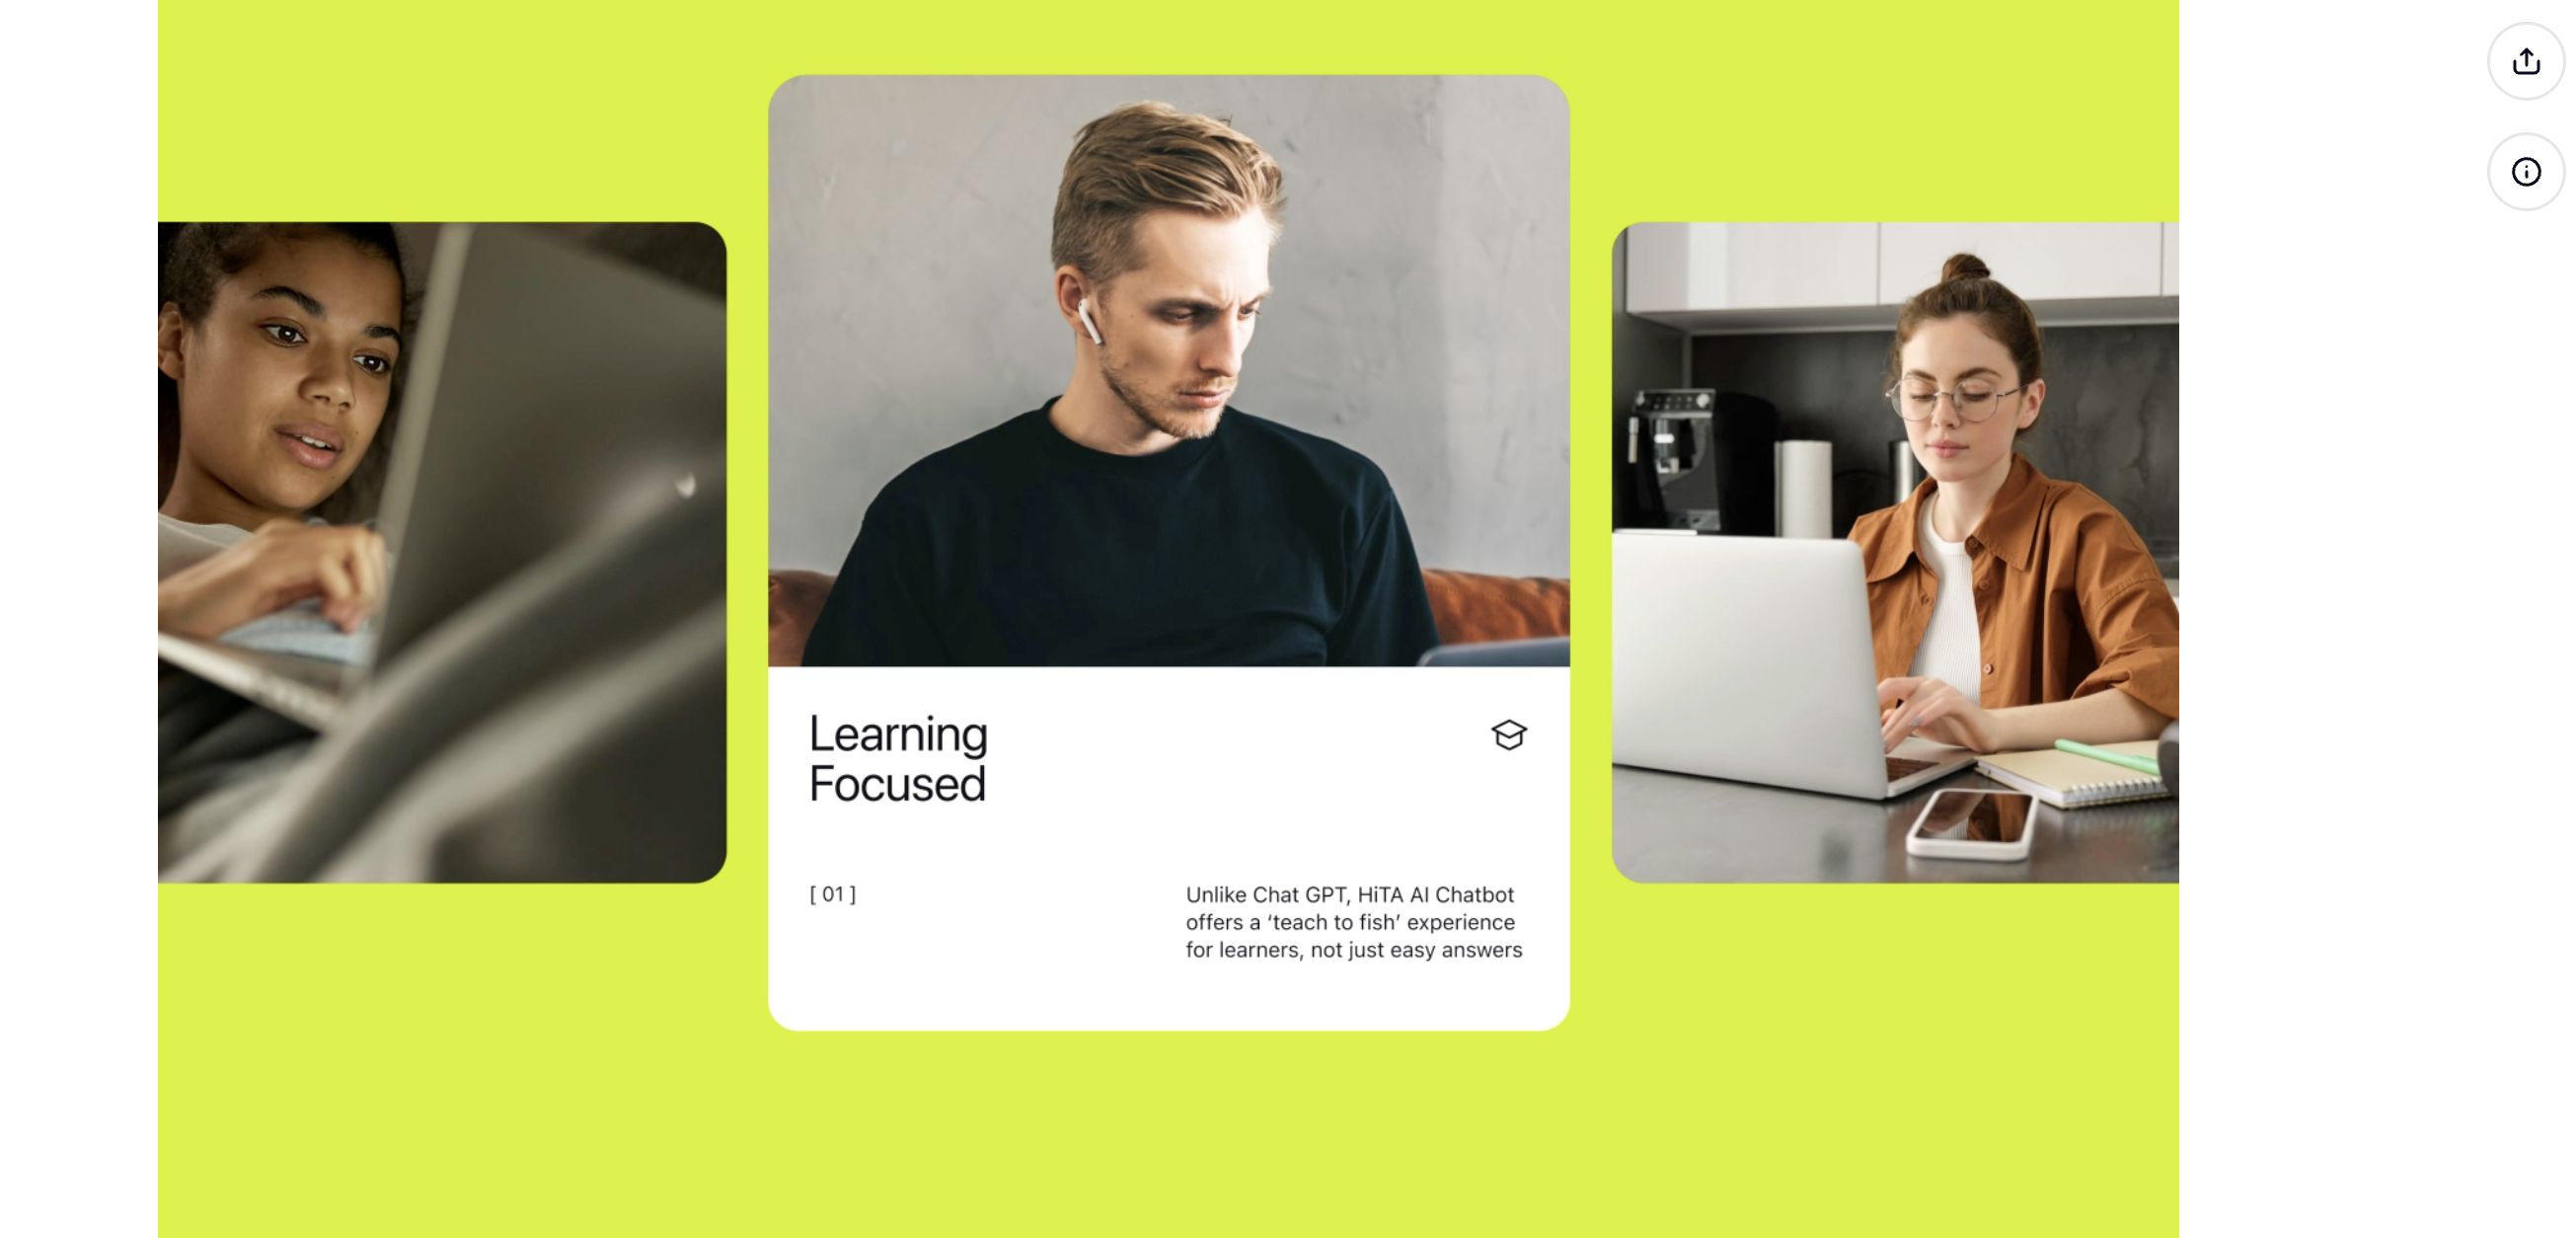 Learning
Focused
[ 01 ]
Unlike Chat GPT, HiTA AI Chatbot
offers a ‘teach to fish’ experience
for learners, not just easy answers